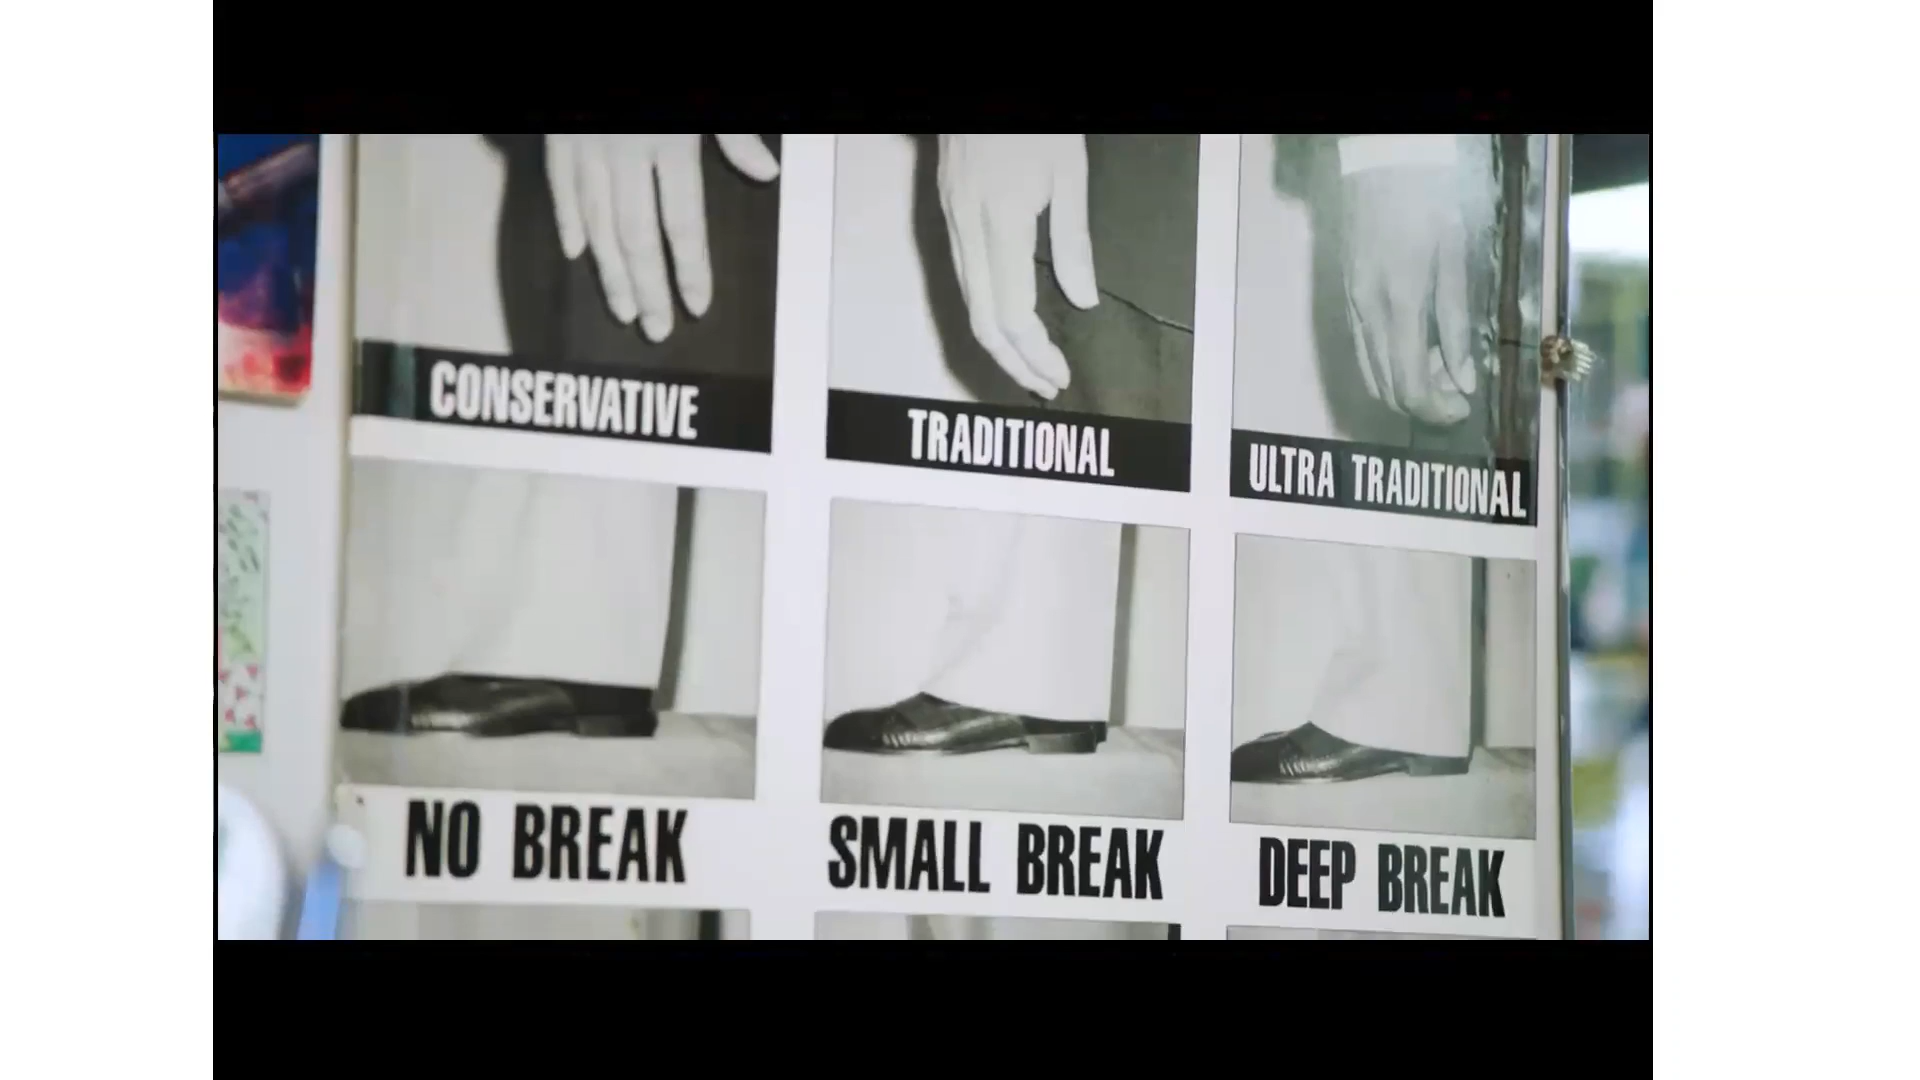 CONSERVATIVE
TRADITIONAL
ULTRA TRADITIONAL
NO BREAK
SMALL BREAK
DEEP BREAK